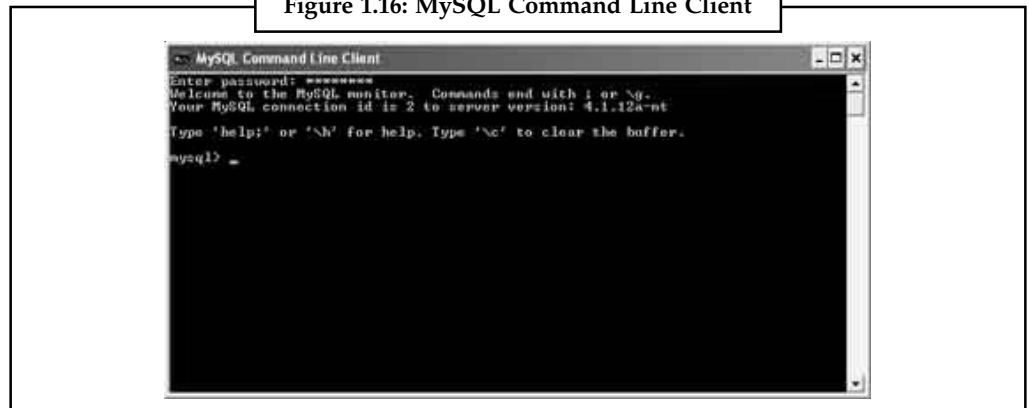 Figure 1.16: MySQL Command Line Client
MySQL Command Line Client
Enter password: ********
Welcome to the MySQL monitor. Commands end with ; or \g.
Your MySQL connection id is 2 to server version: 4.1.12a-nt
Type 'help;' or '\h' for help. Type '\c' to clear the buffer.
mysql> _